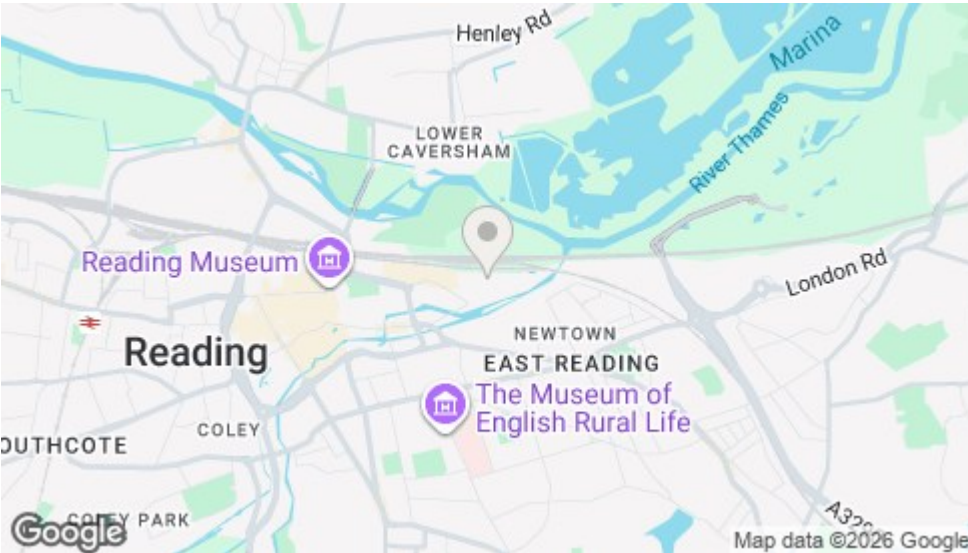 Henley Rd
Marina
LOWER
CAVERSHAM
River Thames
Reading Museum
London Rd
NEWTOWN
Reading
EAST READING
The Museum of
English Rural Life
COLEY
OUTHCOTE
PARK
Google
Map data ©2026 Google